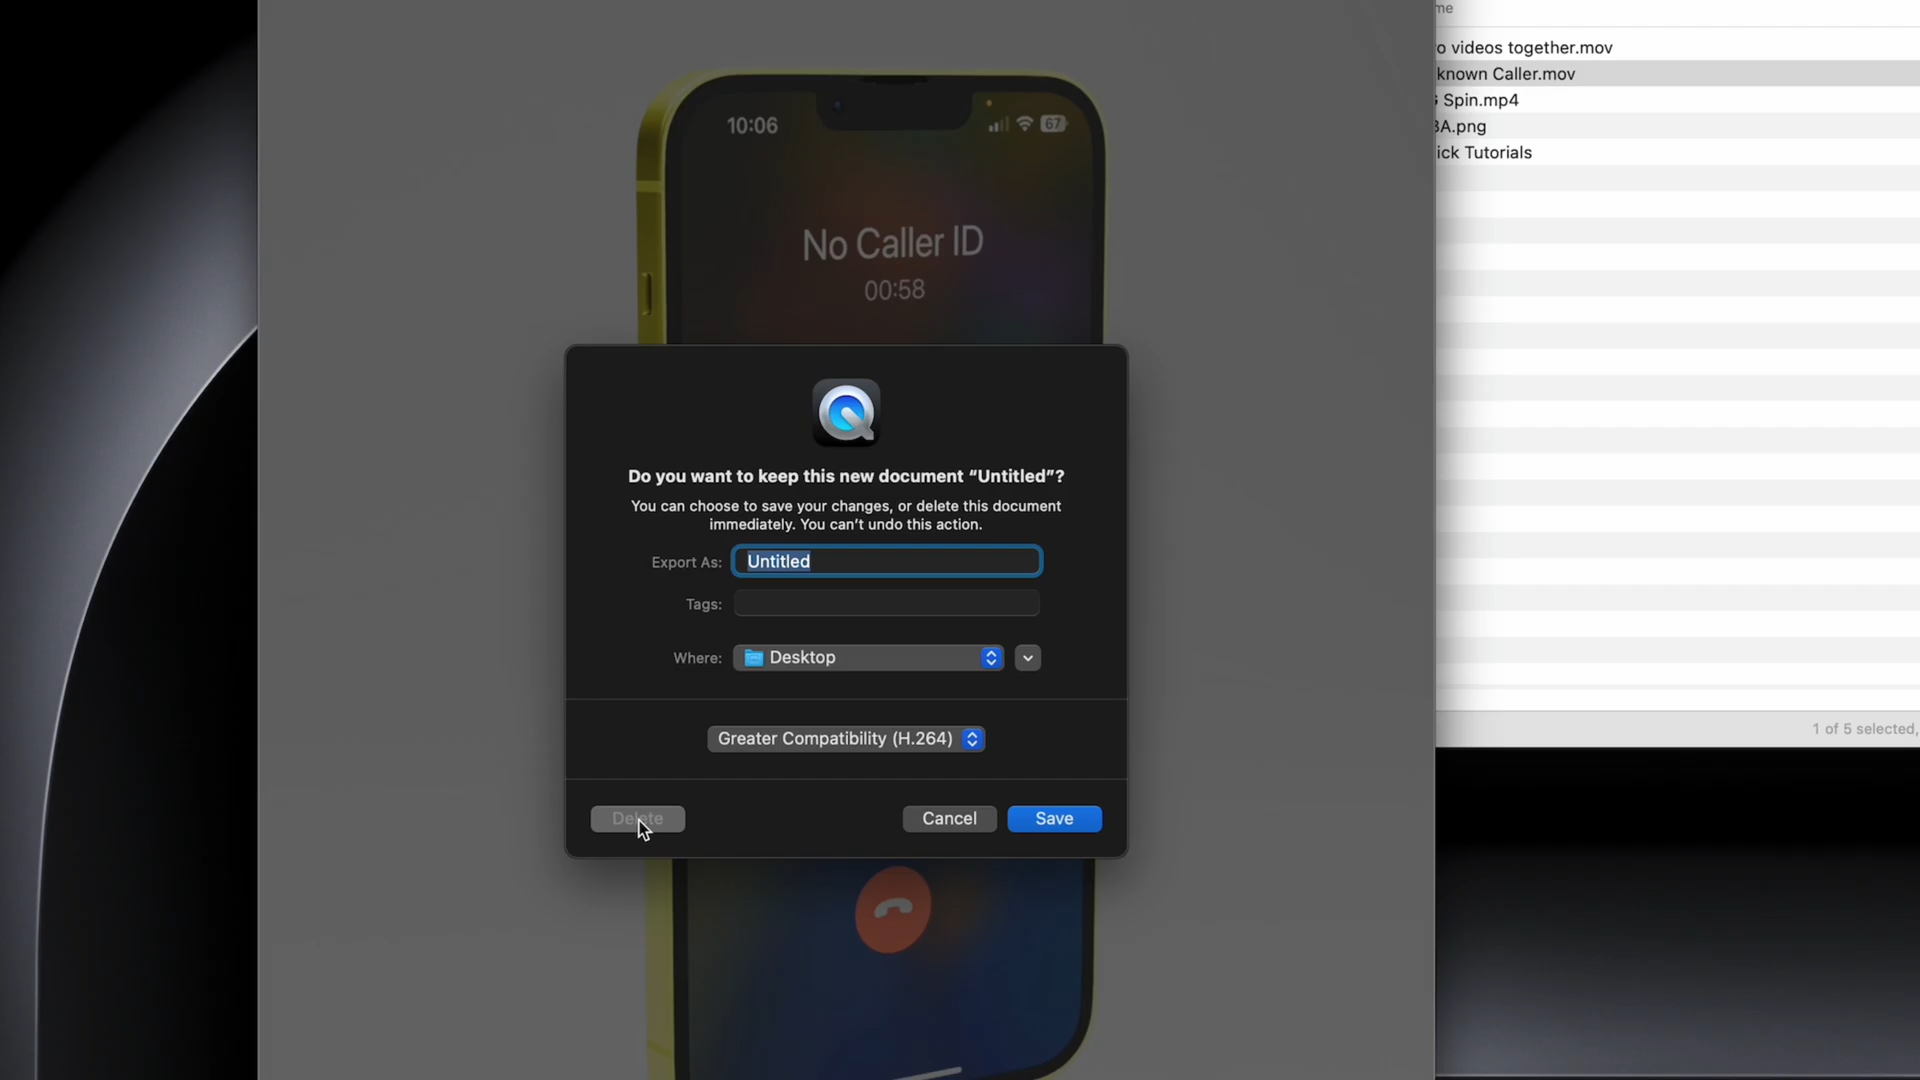 10:06
67
No Caller ID
00:58
Do you want to keep this new document “Untitled”?
You can choose to save your changes, or delete this document
immediately. You can’t undo this action.
Export As: Untitled
Tags:
Where: Desktop
Greater Compatibility (H.264)
Delete
Cancel
Save
me
o videos together.mov
known Caller.mov
Spin.mp4
BA.png
ick Tutorials
1 of 5 selected,